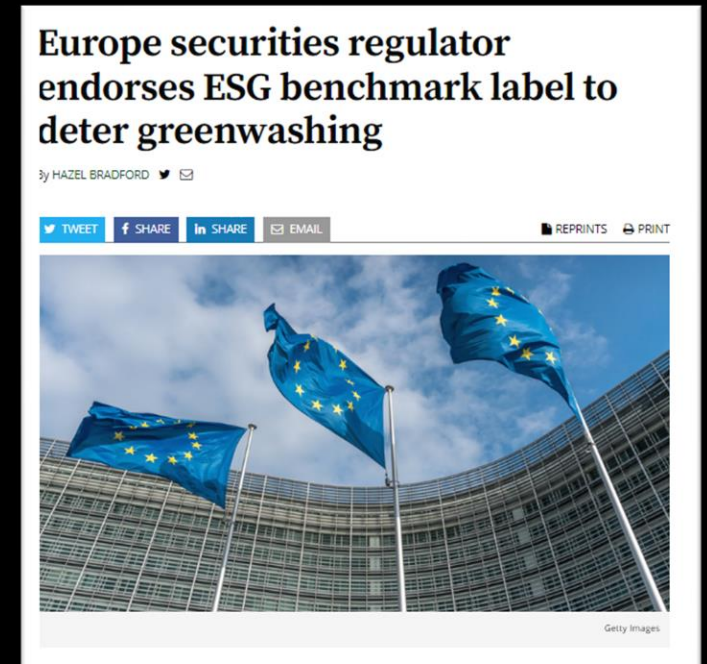 Europe securities regulator
endorses ESG benchmark label to
deter greenwashing
By HAZEL BRADFORD
TWEET
f SHARE
in SHARE
EMAIL
REPRINTS
PRINT
Getty Images